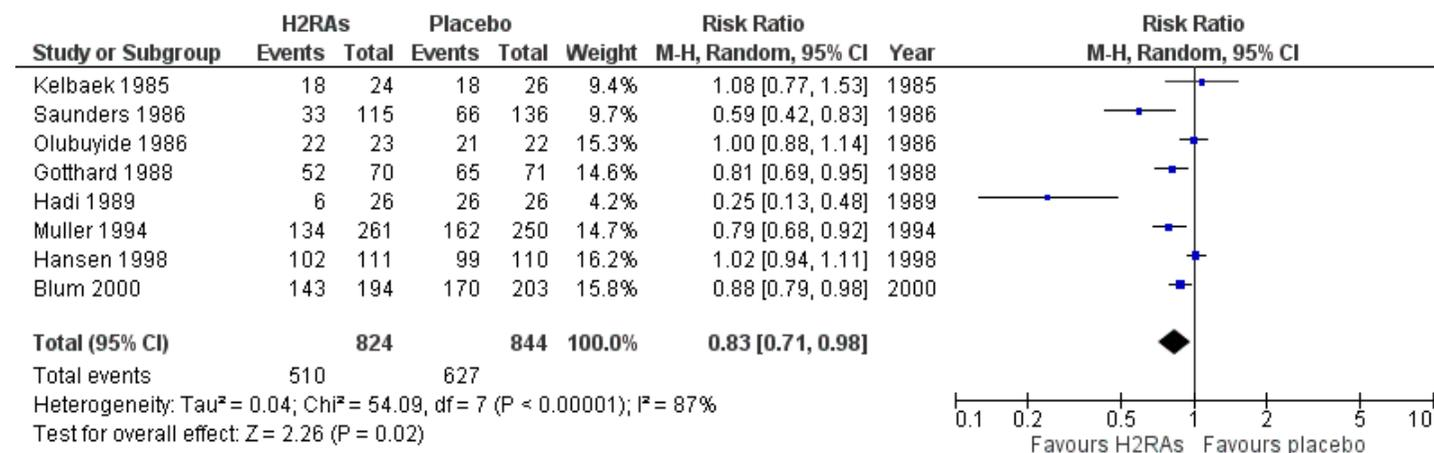 H2RAs Placebo Risk Ratio Risk Ratio
Study or Subgroup Events Total Events Total Weight M-H, Random, 95% CI Year M-H, Random, 95% CI
Kelbaek 1985 18 24 18 26 9.4% 1.08 [0.77, 1.53] 1985
Saunders 1986 33 115 66 136 9.7% 0.59 [0.42, 0.83] 1986
Olubuyide 1986 22 23 21 22 15.3% 1.00 [0.88, 1.14] 1986
Gotthard 1988 52 70 65 71 14.6% 0.81 [0.69, 0.95] 1988
Hadi 1989 6 26 26 26 4.2% 0.25 [0.13, 0.48] 1989
Muller 1994 134 261 162 250 14.7% 0.79 [0.68, 0.92] 1994
Hansen 1998 102 111 99 110 16.2% 1.02 [0.94, 1.11] 1998
Blum 2000 143 194 170 203 15.8% 0.88 [0.79, 0.98] 2000
Total (95% CI) 824 844 100.0% 0.83 [0.71, 0.98]
Total events 510 627
Heterogeneity: Tau² = 0.04; Chi² = 54.09, df = 7 (P < 0.00001); I² = 87%
Test for overall effect: Z = 2.26 (P = 0.02)
0.1 0.2 0.5 1 2 5 10
Favours H2RAs Favours placebo